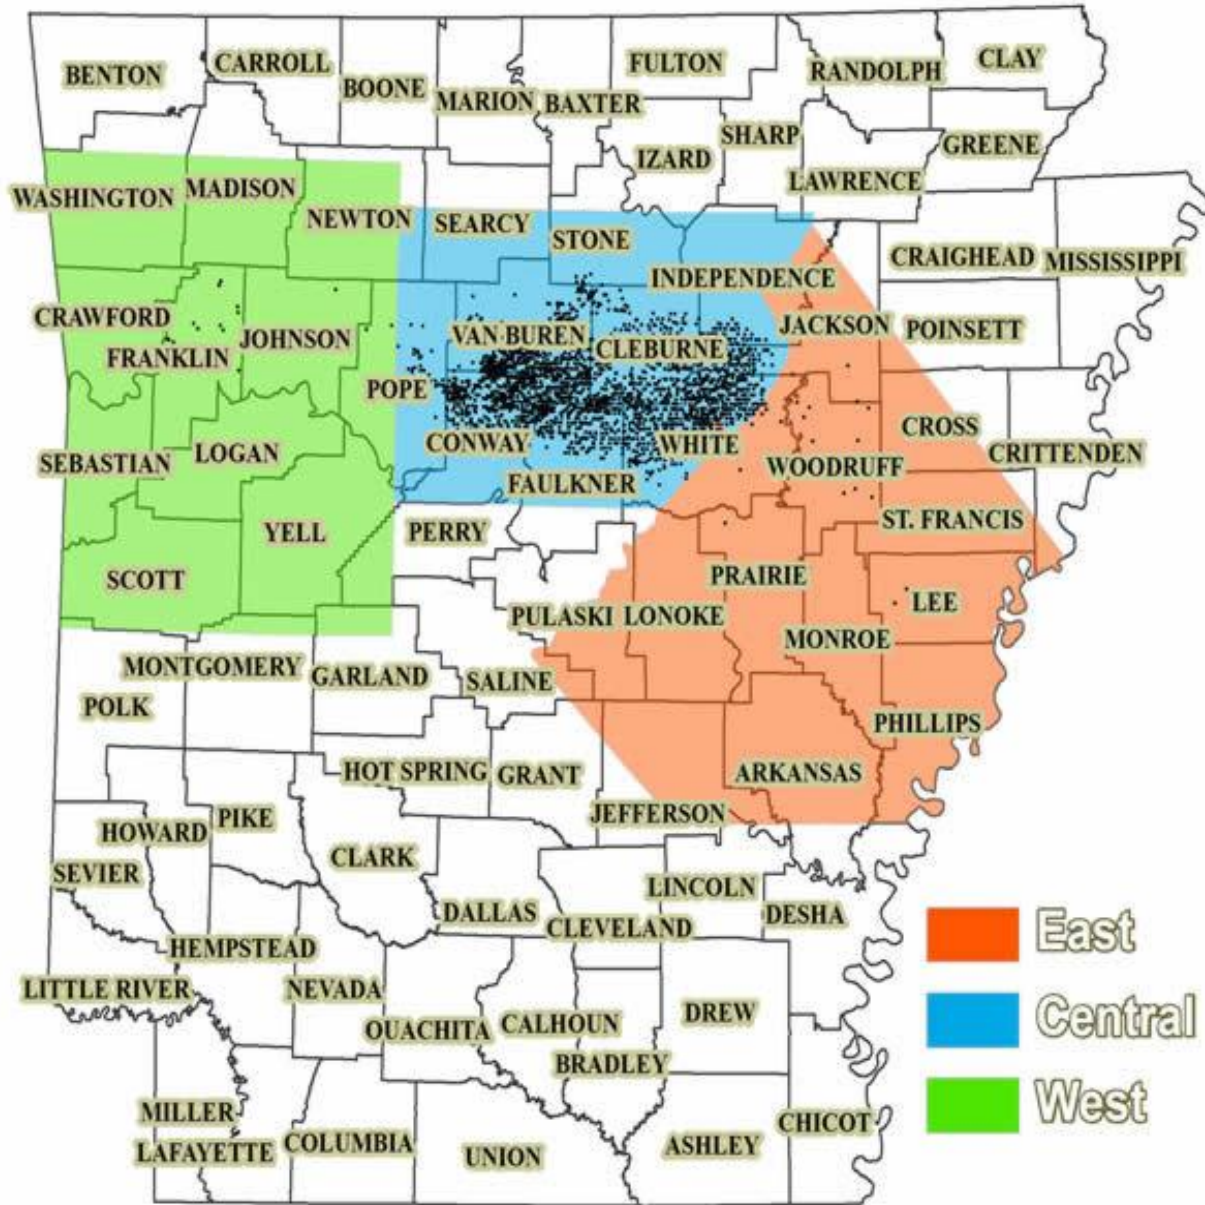 BENTON
CARROLL
BOONE
MARION
BAXTER
FULTON
RANDOLPH
CLAY
IZARD
SHARP
GREENE
LAWRENCE
WASHINGTON
MADISON
NEWTON
SEARCY
STONE
INDEPENDENCE
CRAIGHEAD
MISSISSIPPI
CRAWFORD
FRANKLIN
JOHNSON
VAN BUREN
CLEBURNE
JACKSON
POINSETT
POPE
CONWAY
WHITE
CROSS
CRITTENDEN
SEBASTIAN
LOGAN
FAULKNER
WOODRUFF
ST. FRANCIS
YELL
PERRY
SCOTT
PRAIRIE
LEE
PULASKI
LONOKE
MONROE
MONTGOMERY
GARLAND
SALINE
POLK
PHILLIPS
HOT SPRING
GRANT
ARKANSAS
JEFFERSON
HOWARD
PIKE
CLARK
SEVIER
DALLAS
CLEVELAND
LINCOLN
DESHA
HEMPSTEAD
LITTLE RIVER
NEVADA
OUACHITA
CALHOUN
BRADLEY
DREW
MILLER
LAFAYETTE
COLUMBIA
UNION
ASHLEY
CHICOT
East
Central
West